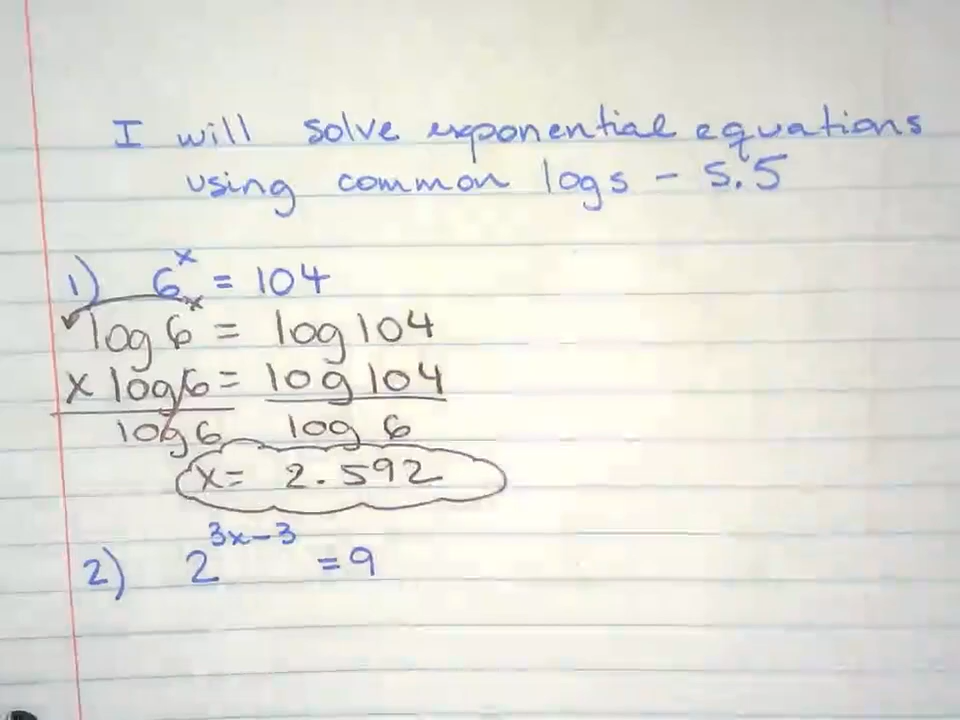 I will solve exponential equations
using common logs - 5.5
1) 6^x = 104
log 6^x = log 104
x log 6 = log 104
log 6 log 6
x = 2.592
2) 2^(3x-3) = 9